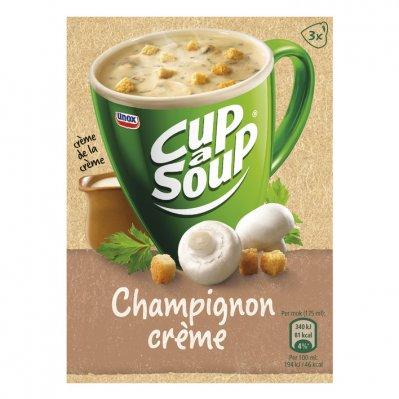 3x
unox
Cup
a
Soup®
crème
de la
crème
Champignon
crème
Per mok (175 ml):
340 kJ
81 kcal
4%*
Per 100 ml:
194 kJ / 46 kcal